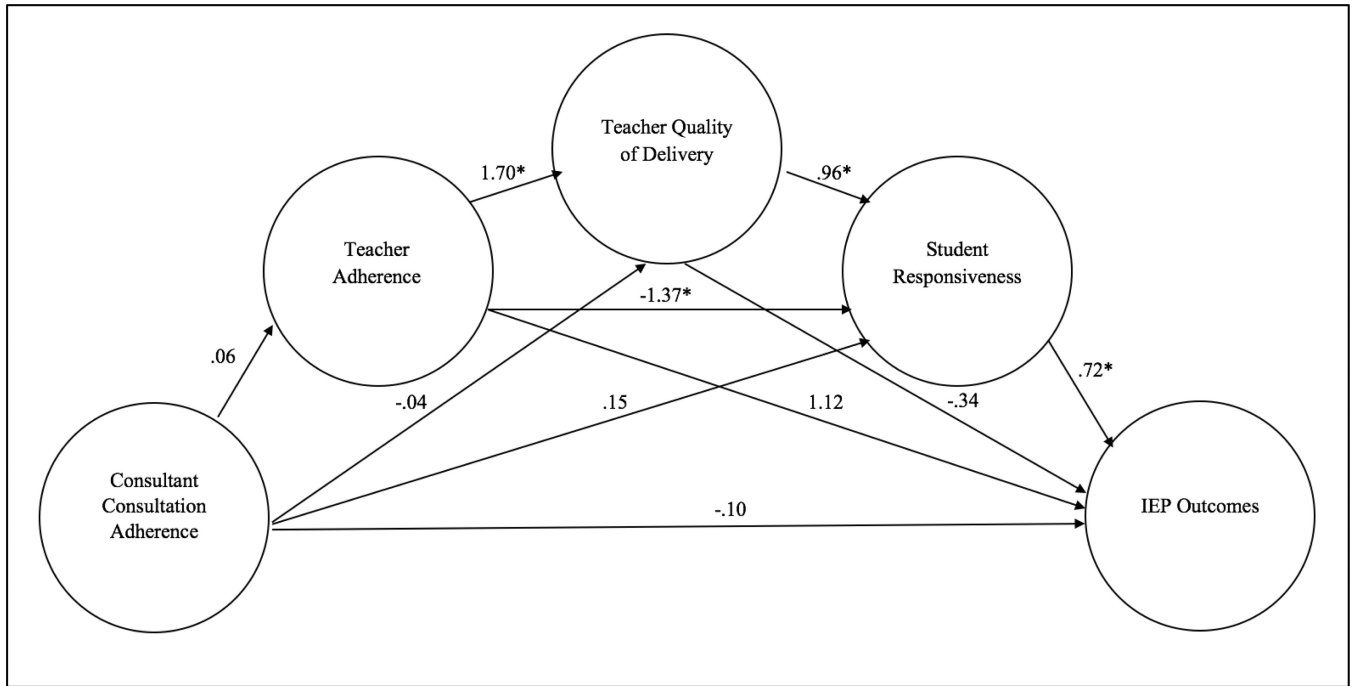 Teacher Quality
of Delivery
1.70*
.96*
Teacher
Adherence
Student
Responsiveness
-1.37*
.06
.72*
-.04
.15
1.12
-.34
Consultant
Consultation
Adherence
IEP Outcomes
-.10